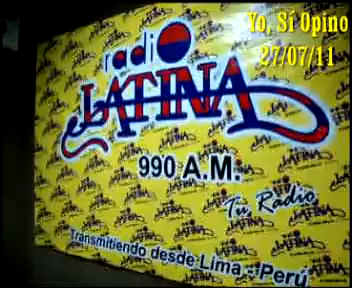 Yo, Sí Opino
27/07/11
radio
LATINA
990 A.M.
Tu Radio
Transmitiendo desde Lima - Perú